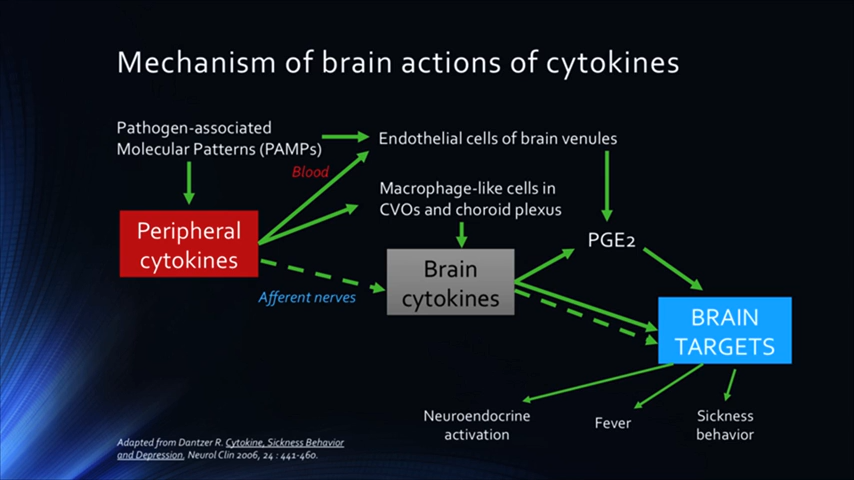 Mechanism of brain actions of cytokines
Pathogen-associated
Molecular Patterns (PAMPs)
Endothelial cells of brain venules
Blood
Macrophage-like cells in
CVOs and choroid plexus
Peripheral
cytokines
PGE2
Brain
cytokines
Afferent nerves
BRAIN
TARGETS
Neuroendocrine
activation
Fever
Sickness
behavior
Adapted from Dantzer R. Cytokine, Sickness Behavior
and Depression, Neurol Clin 2006, 24 : 441-460.